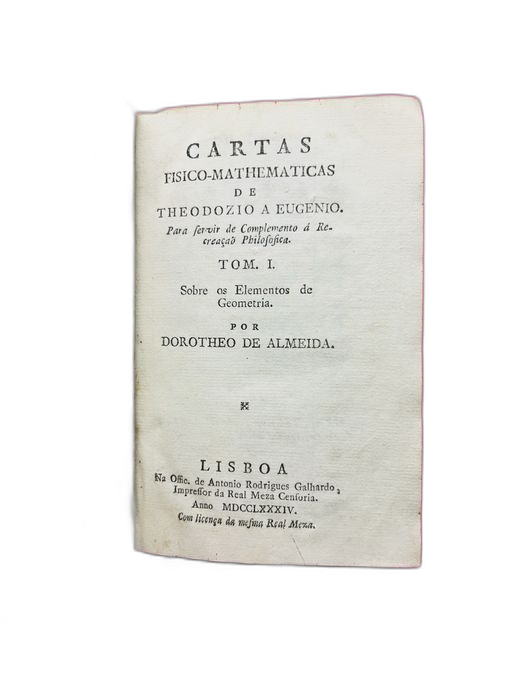 CARTAS
FISICO-MATHEMATICAS
DE
THEODOZIO A EUGENIO.
Para ſervir de Complemento á Re-
creaçaõ Philoſofica.
TOM. I.
Sobre os Elementos de
Geometria.
POR
DOROTHEO DE ALMEIDA.
LISBOA
Na Offic. de Antonio Rodrigues Galhardo,
Impreſſor da Real Meza Cenſoria.
Anno MDCCLXXXIV.
Com licença da meſma Real Meza.